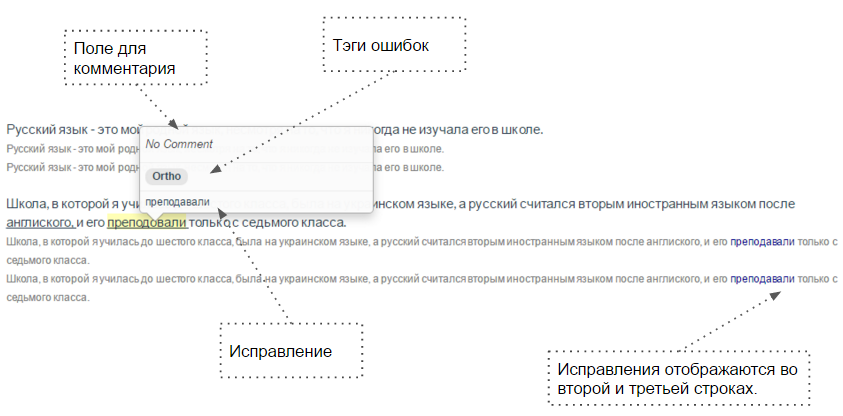 Поле для
комментария
Тэги ошибок
Русский язык - это мой когда не изучала его в школе.
Русский язык - это мой родн ла его в школе.
Русский язык - это мой родн ла его в школе.
No Comment
Ortho
преподавали
Школа, в которой я учи языке, а русский считался вторым иностранным языком после
англиского, и его преподовали только с седьмого класса.
Школа, в которой я училась до шестого класса, была на украинском языке, а русский считался вторым иностранным языком после англиского, и его преподавали только с
седьмого класса.
Школа, в которой я училась до шестого класса, была на украинском языке, а русский считался вторым иностранным языком после англиского, и его преподавали только с
седьмого класса.
Исправление
Исправления отображаются во
второй и третьей строках.